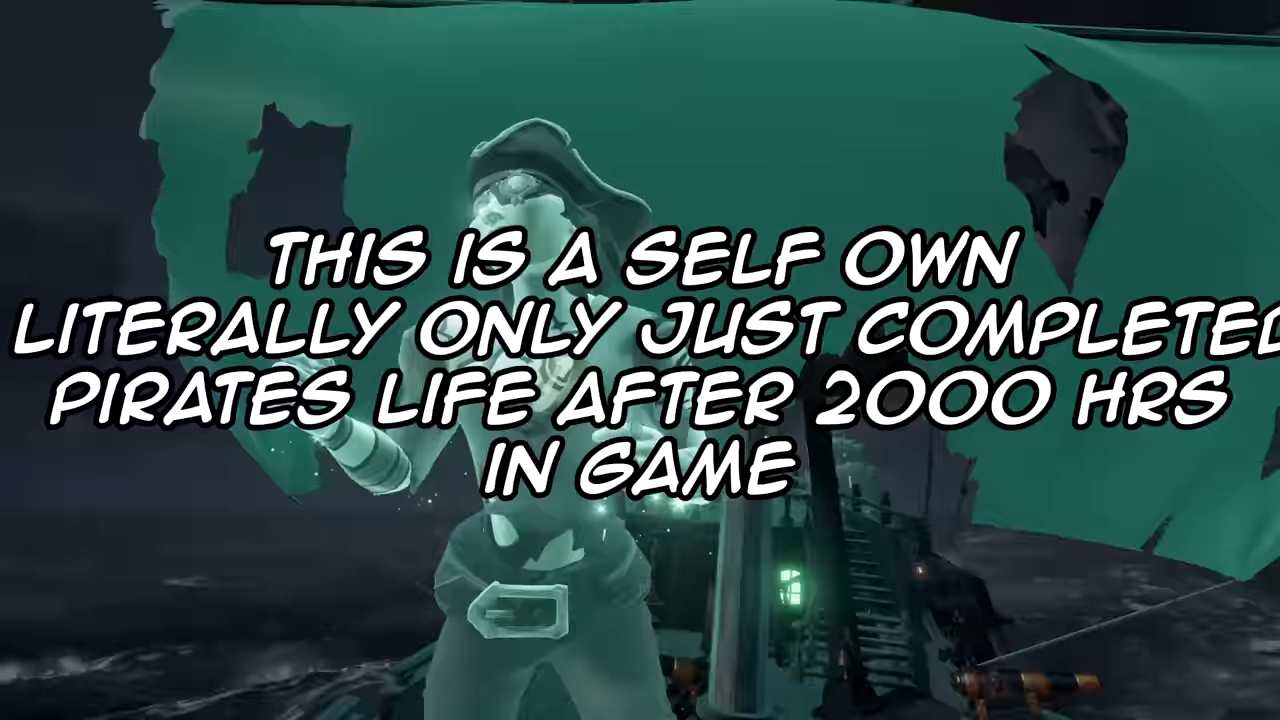 THIS IS A SELF OWN
LITERALLY ONLY JUST COMPLETED
PIRATES LIFE AFTER 2000 HRS
IN GAME